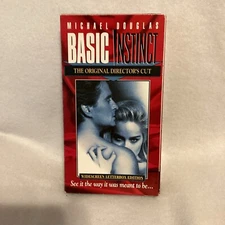 MICHAEL DOUGLAS
BASIC INSTINCT
THE ORIGINAL DIRECTOR'S CUT
WIDESCREEN LETTERBOX EDITION
See it the way it was meant to be...